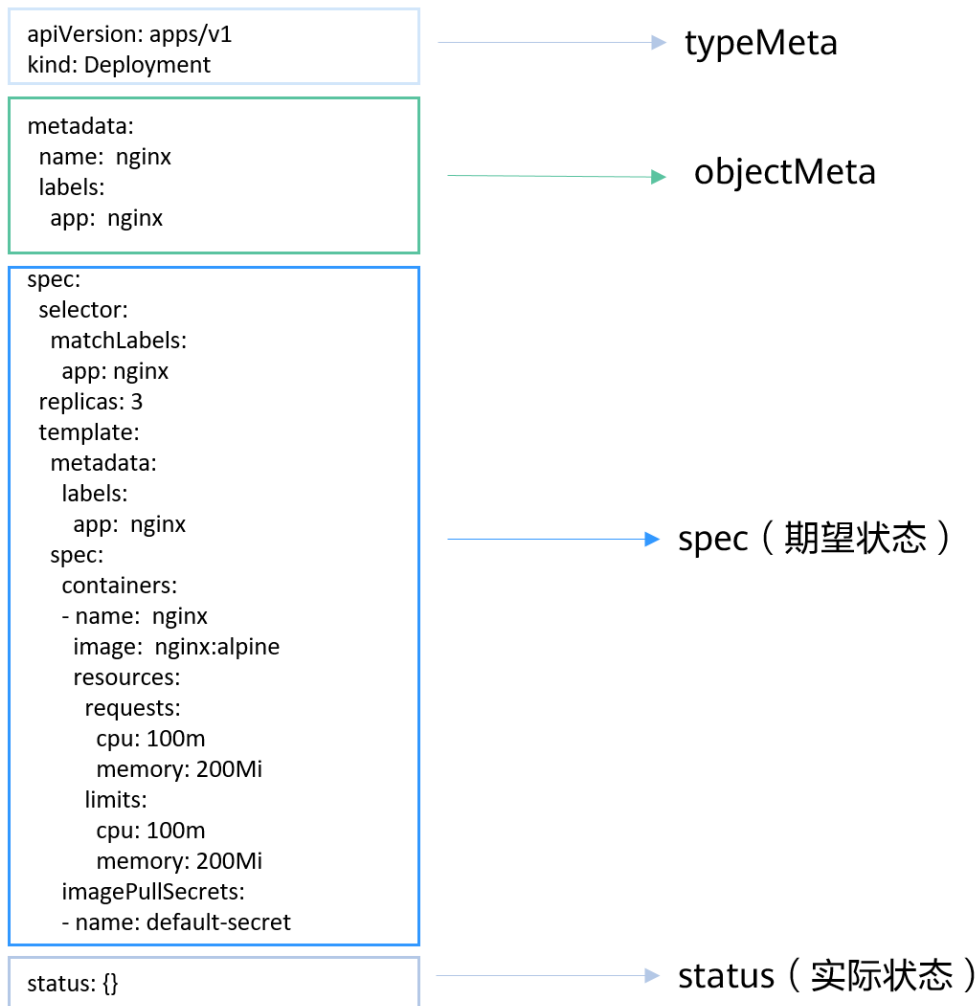 apiVersion: apps/v1
kind: Deployment
typeMeta
metadata:
  name:  nginx
  labels:
    app:  nginx
objectMeta
spec:
  selector:
    matchLabels:
      app: nginx
  replicas: 3
  template:
    metadata:
      labels:
        app:  nginx
    spec:
      containers:
      - name:  nginx
        image:  nginx:alpine
        resources:
          requests:
            cpu: 100m
            memory: 200Mi
          limits:
            cpu: 100m
            memory: 200Mi
      imagePullSecrets:
      - name: default-secret
spec（期望状态）
status: {}
status（实际状态）